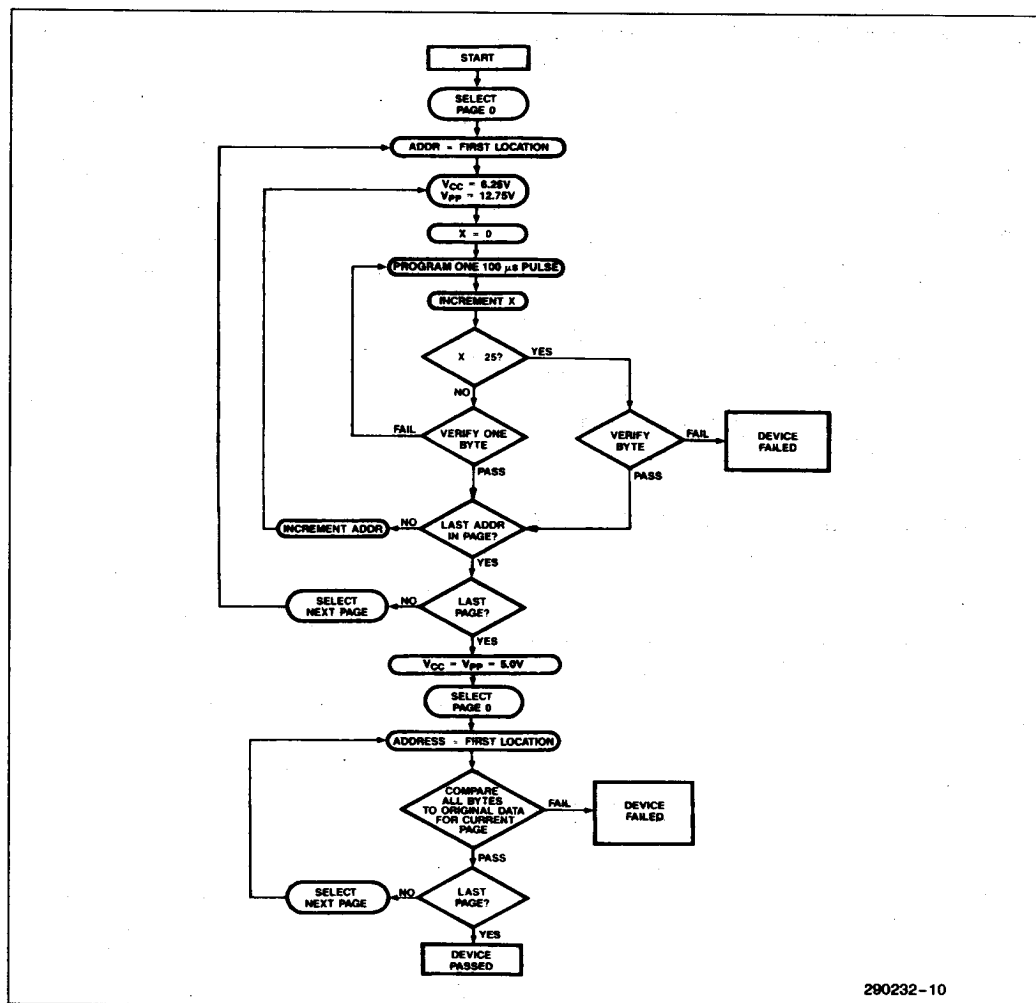 START
SELECT
PAGE 0
ADDR = FIRST LOCATION
VCC = 6.25V
VPP = 12.75V
X = 0
PROGRAM ONE 100 μs PULSE
INCREMENT X
X 25?
YES
NO
FAIL
VERIFY ONE
BYTE
PASS
VERIFY
BYTE
FAIL
DEVICE
FAILED
PASS
INCREMENT ADDR
NO
LAST ADDR
IN PAGE?
YES
SELECT
NEXT PAGE
NO
LAST
PAGE?
YES
VCC = VPP = 5.0V
SELECT
PAGE 0
ADDRESS = FIRST LOCATION
COMPARE
ALL BYTES
TO ORIGINAL DATA
FOR CURRENT
PAGE
FAIL
DEVICE
FAILED
PASS
SELECT
NEXT PAGE
NO
LAST
PAGE?
YES
DEVICE
PASSED
290232-10